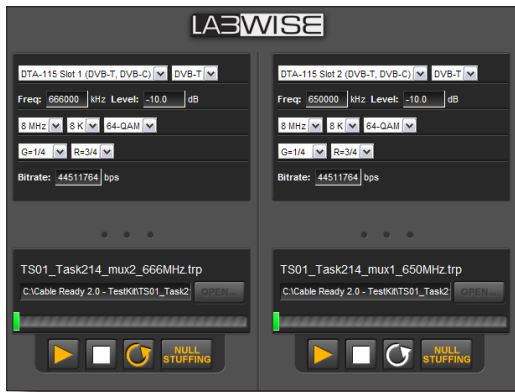 LABWISE
DTA-115 Slot 1 (DVB-T, DVB-C) DVB-T
Freq: 666000 kHz Level: -10.0 dB
8 MHz 8 K 64-QAM
G=1/4 R=3/4
Bitrate: 44511764 bps
TS01_Task214_mux2_666MHz.trp
C:\Cable Ready 2.0 - TestKit\TS01_Task2 OPEN...
NULL STUFFING
DTA-115 Slot 2 (DVB-T, DVB-C) DVB-T
Freq: 650000 kHz Level: -10.0 dB
8 MHz 8 K 64-QAM
G=1/4 R=3/4
Bitrate: 44511764 bps
TS01_Task214_mux1_650MHz.trp
C:\Cable Ready 2.0 - TestKit\TS01_Task2 OPEN...
NULL STUFFING